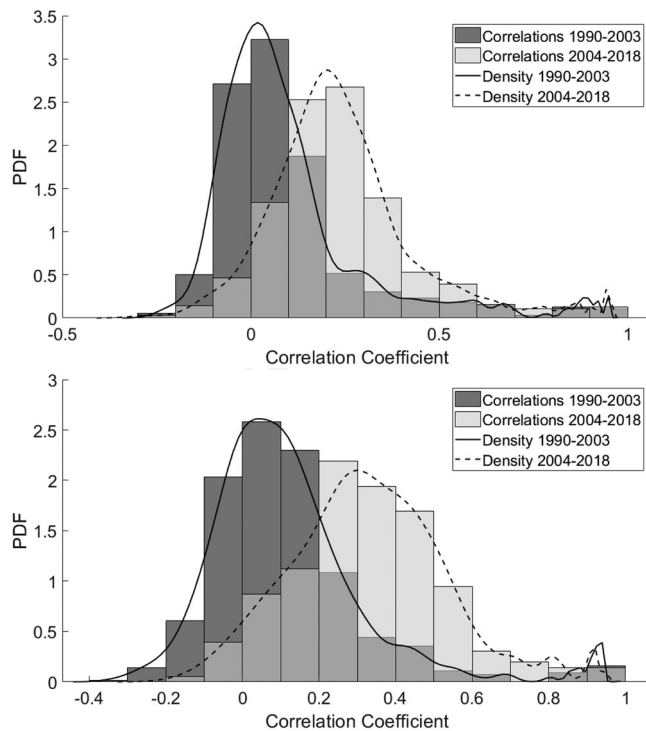 3.5
3
2.5
2
1.5
1
0.5
0
PDF
-0.5
0
0.5
1
Correlation Coefficient
Correlations 1990-2003
Correlations 2004-2018
Density 1990-2003
Density 2004-2018
3
2.5
2
1.5
1
0.5
0
PDF
-0.4
-0.2
0
0.2
0.4
0.6
0.8
1
Correlation Coefficient
Correlations 1990-2003
Correlations 2004-2018
Density 1990-2003
Density 2004-2018